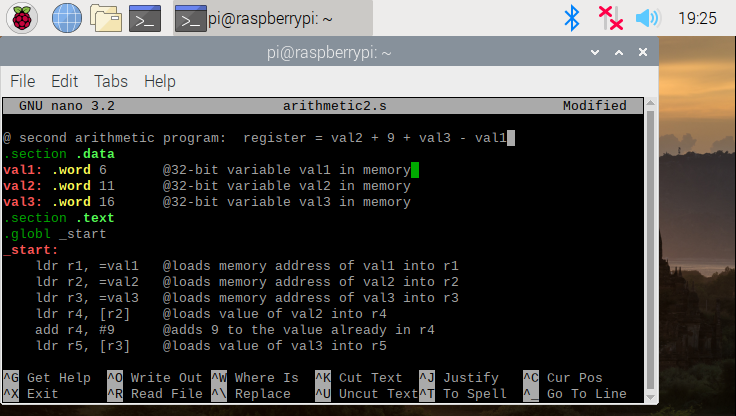 pi@raspberrypi: ~ 19:25
pi@raspberrypi: ~
File Edit Tabs Help
GNU nano 3.2 arithmetic2.s Modified
@ second arithmetic program:  register = val2 + 9 + val3 - val1
.section .data
val1: .word 6       @32-bit variable val1 in memory
val2: .word 11      @32-bit variable val2 in memory
val3: .word 16      @32-bit variable val3 in memory
.section .text
.globl _start
_start:
    ldr r1, =val1   @loads memory address of val1 into r1
    ldr r2, =val2   @loads memory address of val2 into r2
    ldr r3, =val3   @loads memory address of val3 into r3
    ldr r4, [r2]    @loads value of val2 into r4
    add r4, #9      @adds 9 to the value already in r4
    ldr r5, [r3]    @loads value of val3 into r5
^G Get Help ^O Write Out ^W Where Is ^K Cut Text ^J Justify ^C Cur Pos
^X Exit ^R Read File ^\ Replace ^U Uncut Text ^T To Spell ^_ Go To Line